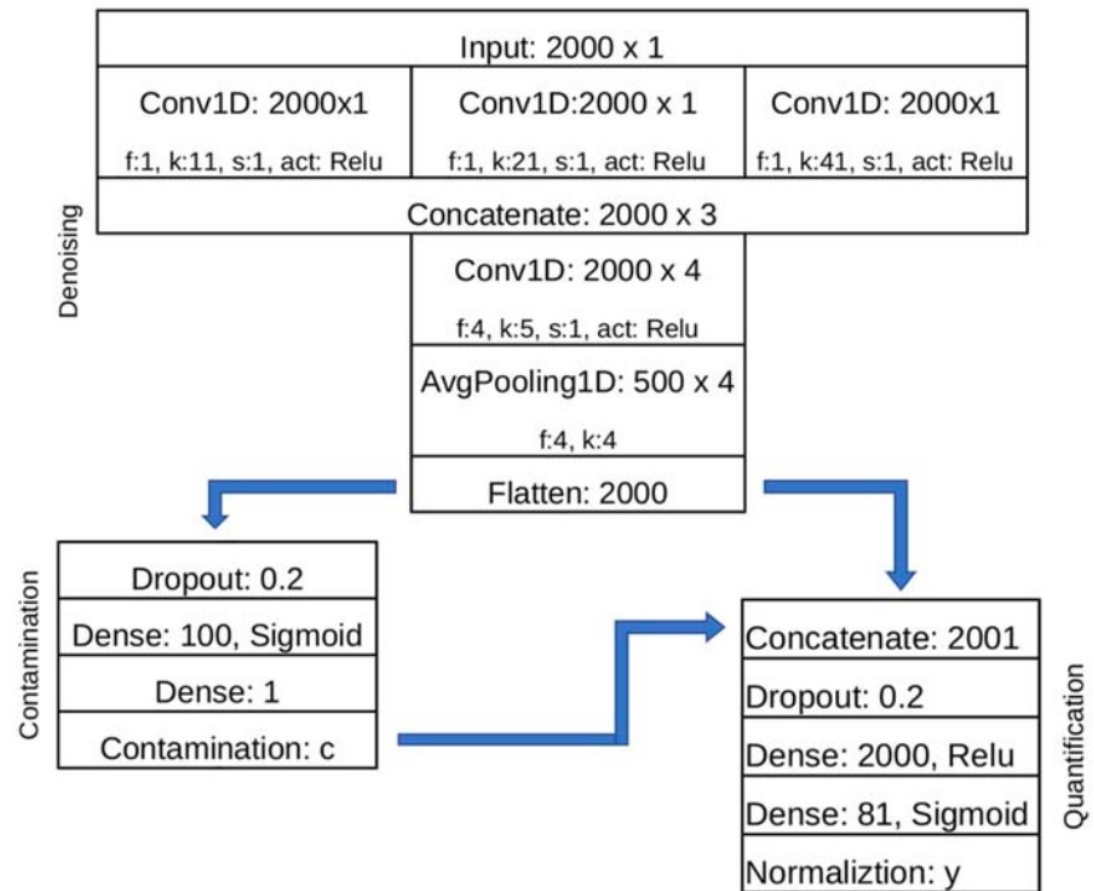 Input: 2000 x 1
Conv1D: 2000x1
f:1, k:11, s:1, act: Relu
Conv1D:2000 x 1
f:1, k:21, s:1, act: Relu
Conv1D: 2000x1
f:1, k:41, s:1, act: Relu
Concatenate: 2000 x 3
Denoising
Conv1D: 2000 x 4
f:4, k:5, s:1, act: Relu
AvgPooling1D: 500 x 4
f:4, k:4
Flatten: 2000
Contamination
Dropout: 0.2
Dense: 100, Sigmoid
Dense: 1
Contamination: c
Concatenate: 2001
Dropout: 0.2
Dense: 2000, Relu
Dense: 81, Sigmoid
Normaliztion: y
Quantification